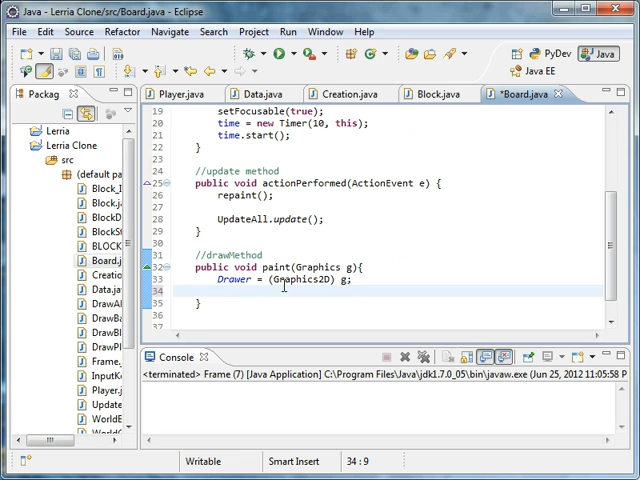 Java - Lerria Clone/src/Board.java - Eclipse
File Edit Source Refactor Navigate Search Project Run Window Help
PyDev Java
Java EE
Packag
Player.java Data.java Creation.java Block.java *Board.java
Lerria
Lerria Clone
src
(default pa
Block_I
Block.ja
BlockD
BlockSt
BLOCK
Board.j
Creatio
Data.jav
DrawAl
DrawBa
DrawBl
DrawPl
Frame.
InputKe
Player.j
Update
WorldB
19 setFocusable(true);
20 time = new Timer(10, this);
21 time.start();
22 }
23
24 //update method
25 public void actionPerformed(ActionEvent e) {
26 repaint();
27
28 UpdateAll.update();
29 }
30
31 //drawMethod
32 public void paint(Graphics g){
33 Drawer = (Graphics2D) g;
34
35 }
36
37
Console
<terminated> Frame (7) [Java Application] C:\Program Files\Java\jdk1.7.0_05\bin\javaw.exe (Jun 25, 2012 11:05:58 P
Writable Smart Insert 34 : 9